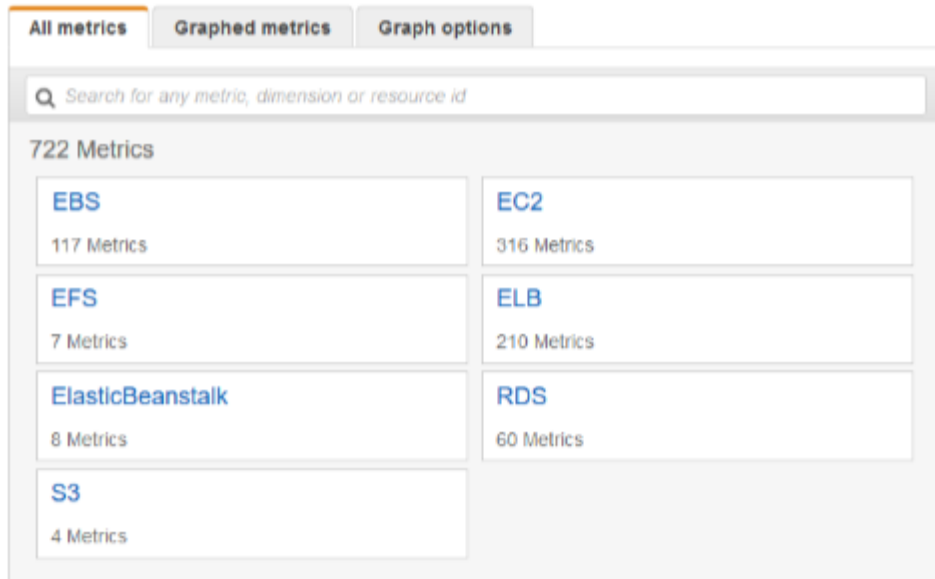 All metrics Graphed metrics Graph options
Search for any metric, dimension or resource id
722 Metrics
EBS
117 Metrics
EC2
316 Metrics
EFS
7 Metrics
ELB
210 Metrics
ElasticBeanstalk
8 Metrics
RDS
60 Metrics
S3
4 Metrics